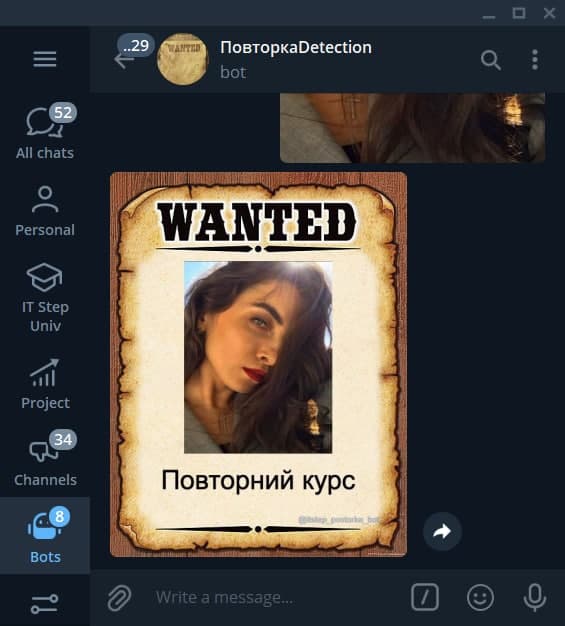 ..29
WANTED
ПовторкаDetection
bot
52
All chats
Personal
IT Step
Univ
Project
34
Channels
8
Bots
WANTED
Повторний курс
Write a message...